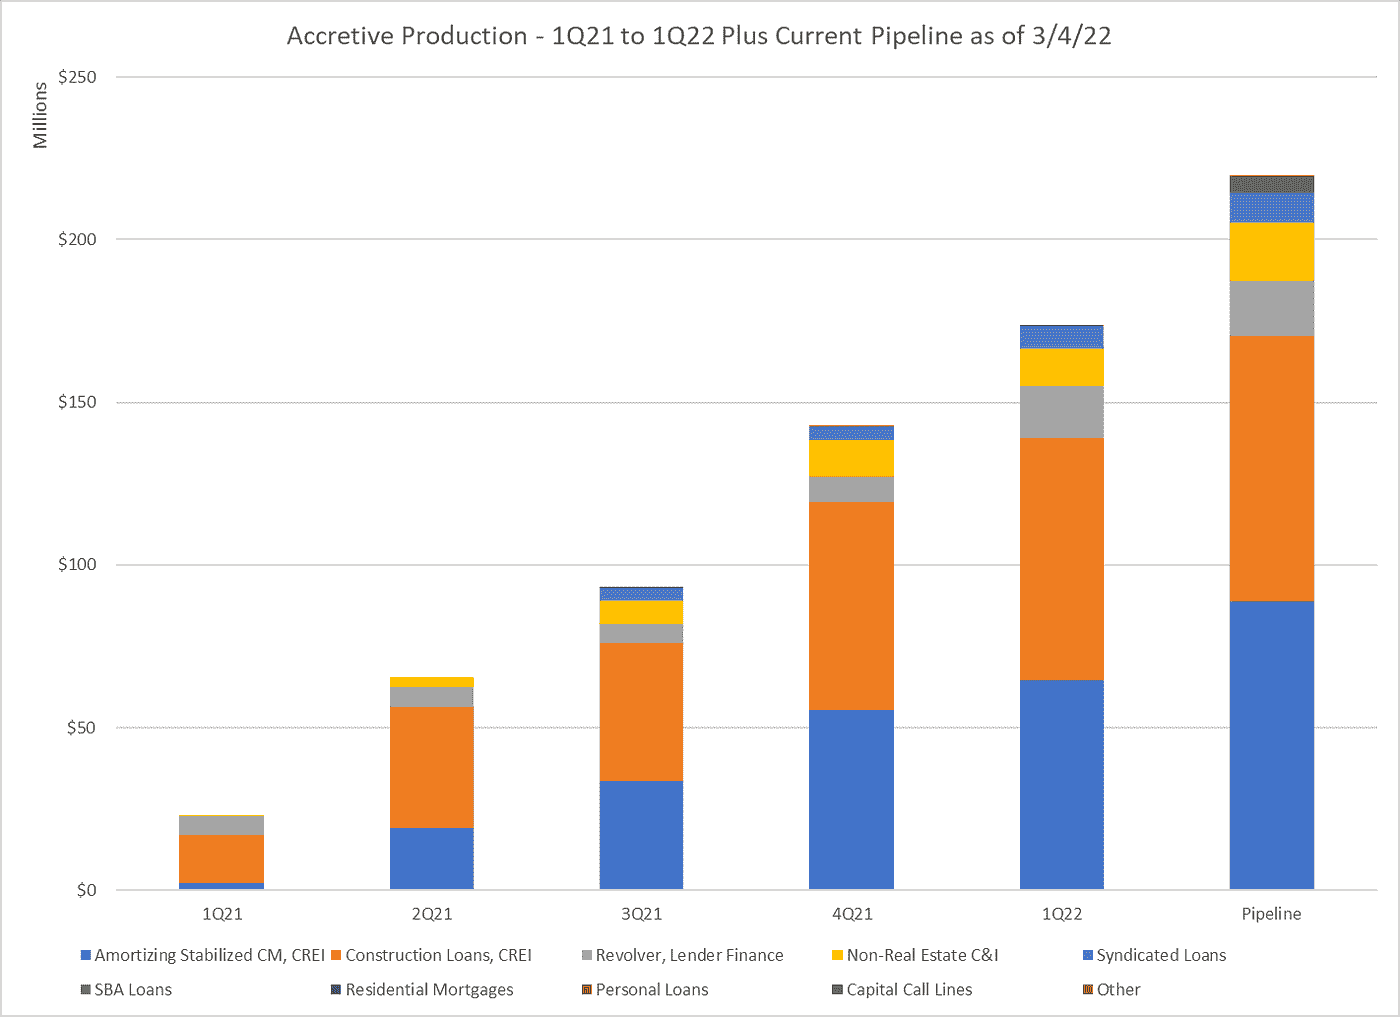 Accretive Production - 1Q21 to 1Q22 Plus Current Pipeline as of 3/4/22
Millions
$250
$200
$150
$100
$50
$0
1Q21 2Q21 3Q21 4Q21 1Q22 Pipeline
Amortizing Stabilized CM, CREI Construction Loans, CREI Revolver, Lender Finance Non-Real Estate C&I Syndicated Loans
SBA Loans Residential Mortgages Personal Loans Capital Call Lines Other